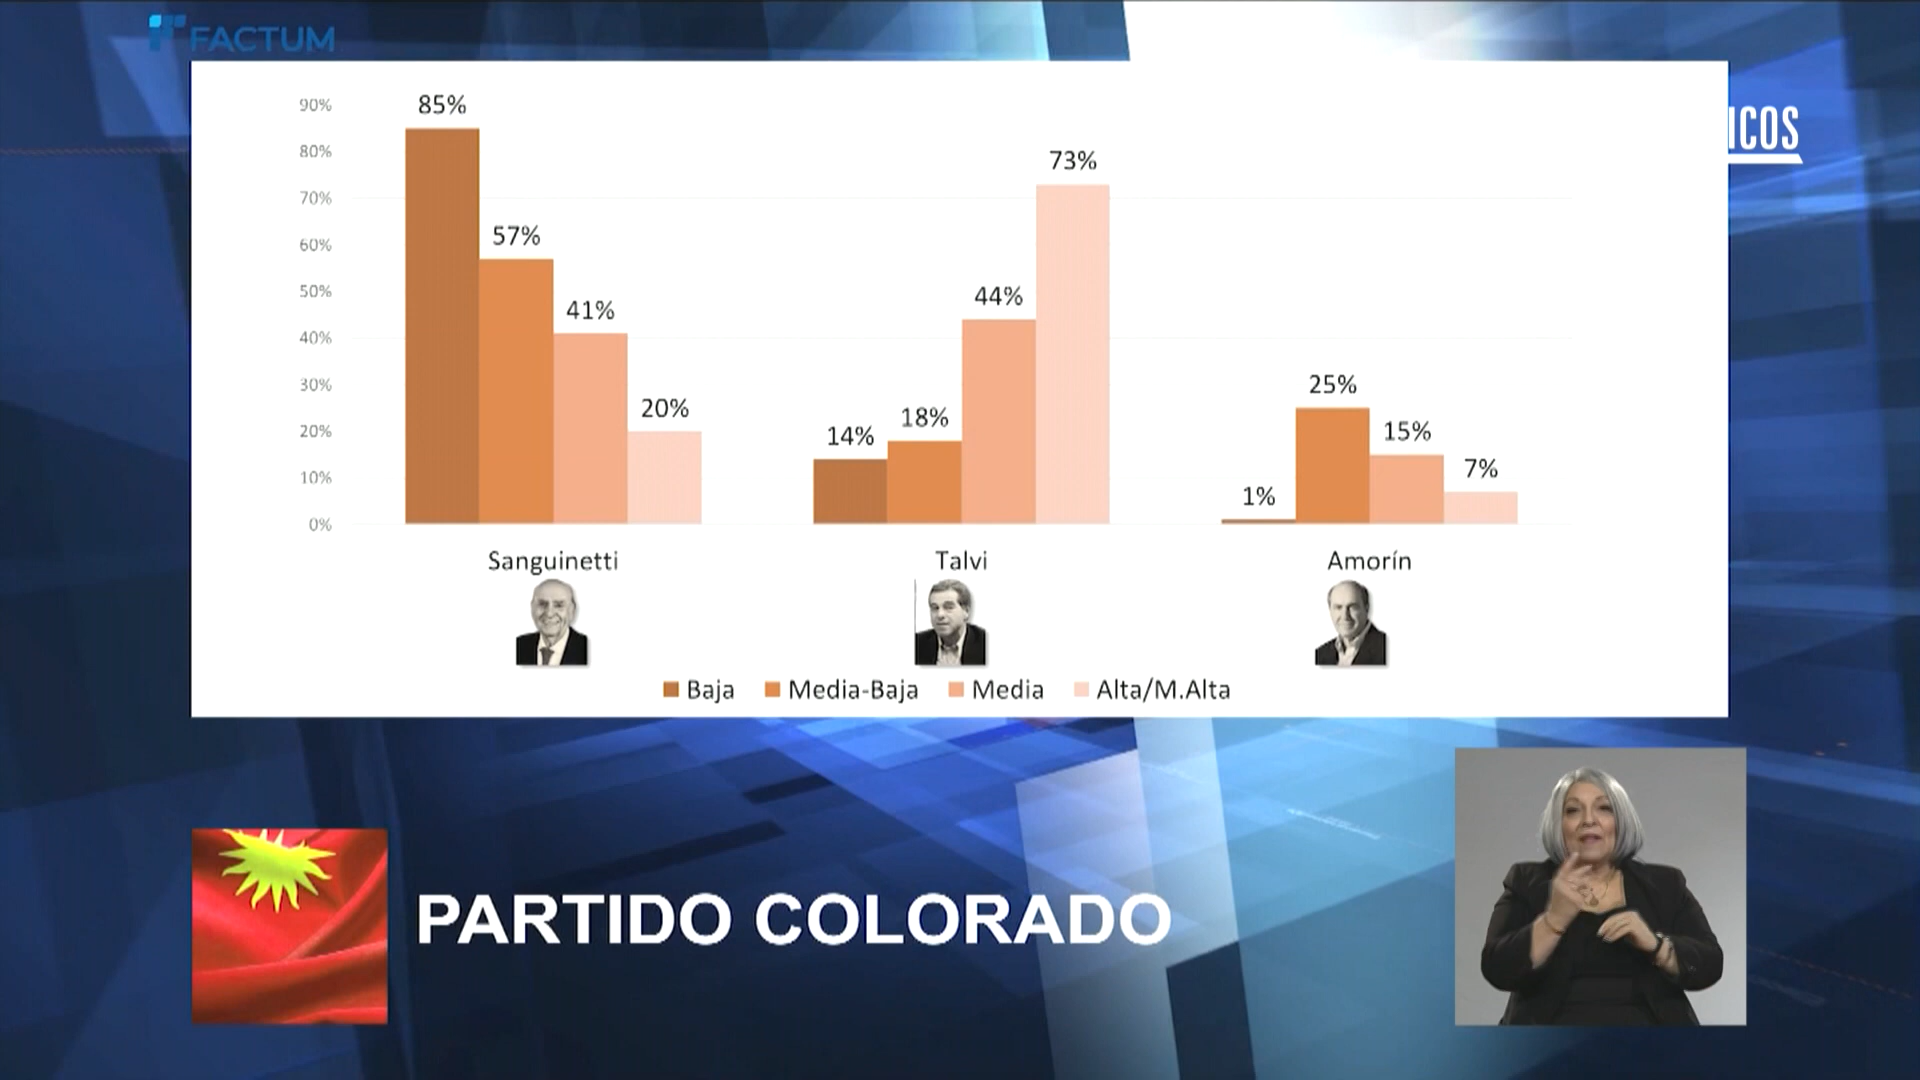 FACTUM
ICOS
90%
80%
70%
60%
50%
40%
30%
20%
10%
0%
85%
57%
41%
20%
14%
18%
44%
73%
1%
25%
15%
7%
Sanguinetti
Talvi
Amorín
Baja
Media-Baja
Media
Alta/M.Alta
PARTIDO COLORADO